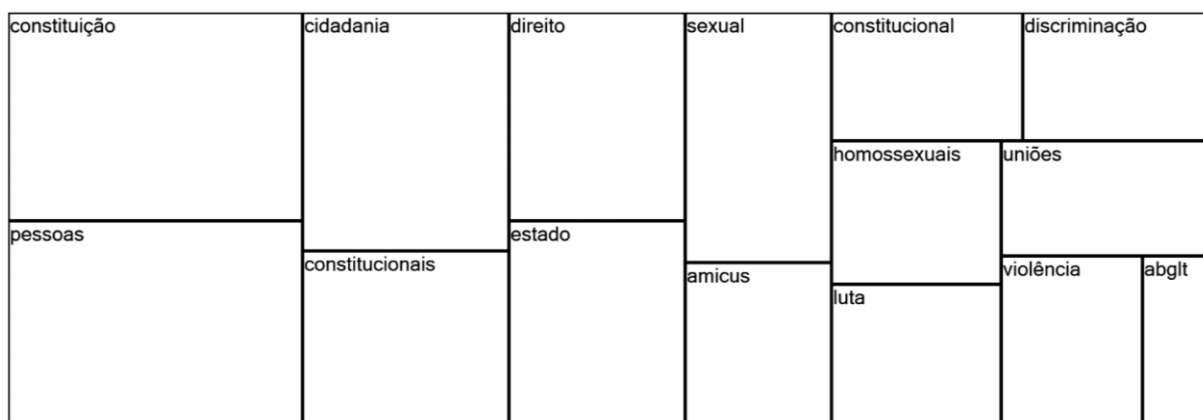 constituição
cidadania
direito
sexual
constitucional
discriminação
homossexuais
uniões
pessoas
estado
constitucionais
amicus
violência
abglt
luta